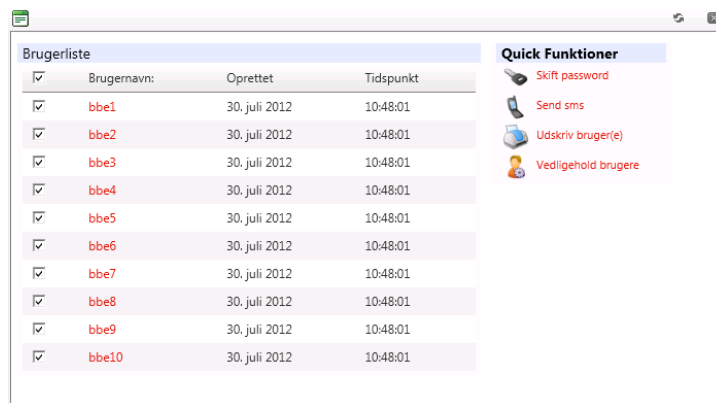 Brugerliste
Brugernavn: Oprettet Tidspunkt
bbe1 30. juli 2012 10:48:01
bbe2 30. juli 2012 10:48:01
bbe3 30. juli 2012 10:48:01
bbe4 30. juli 2012 10:48:01
bbe5 30. juli 2012 10:48:01
bbe6 30. juli 2012 10:48:01
bbe7 30. juli 2012 10:48:01
bbe8 30. juli 2012 10:48:01
bbe9 30. juli 2012 10:48:01
bbe10 30. juli 2012 10:48:01
Quick Funktioner
Skift password
Send sms
Udskriv bruger(e)
Vedligehold brugere